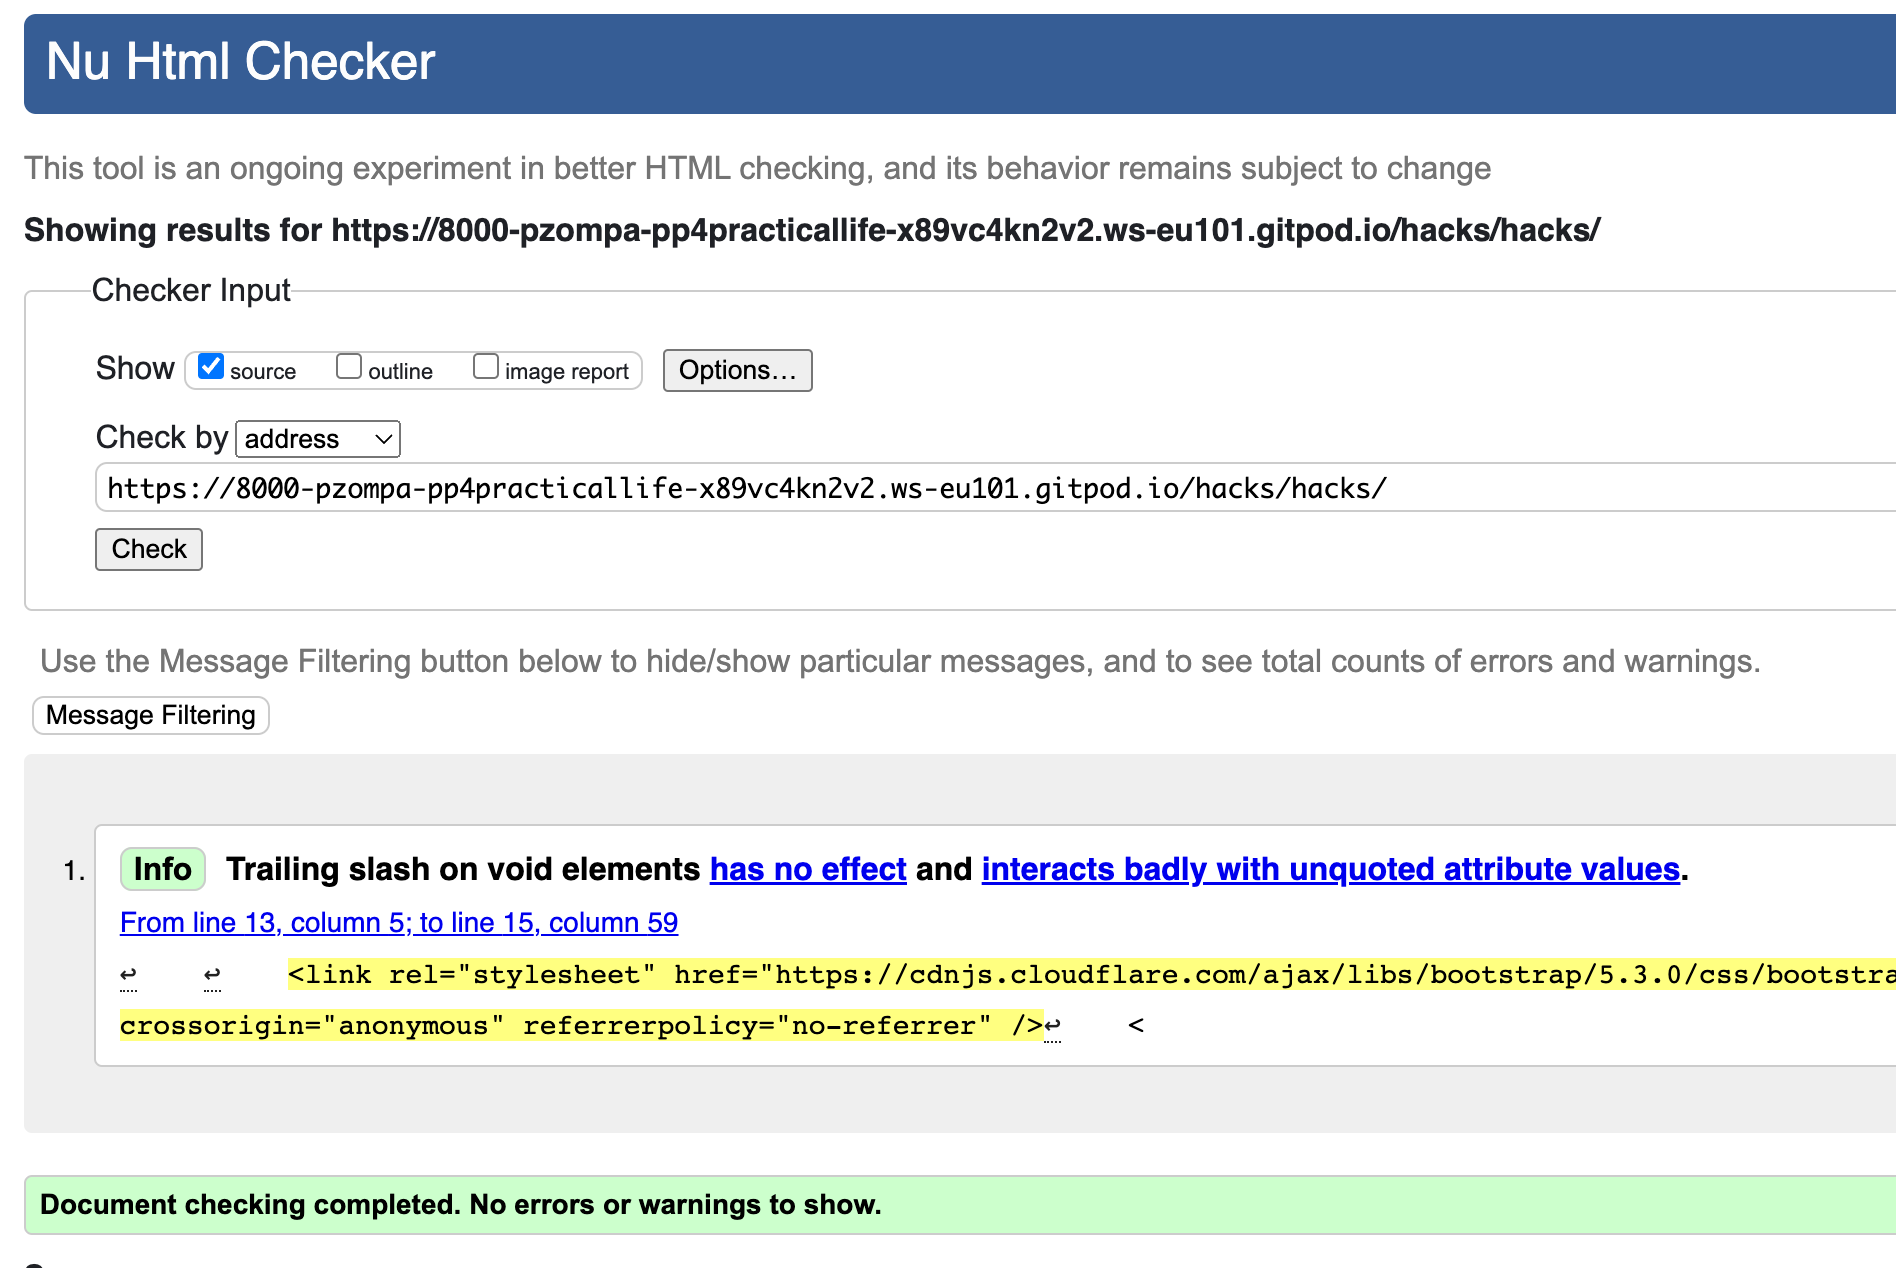 Nu Html Checker
This tool is an ongoing experiment in better HTML checking, and its behavior remains subject to change
Showing results for https://8000-pzompa-pp4practicallife-x89vc4kn2v2.ws-eu101.gitpod.io/hacks/hacks/
Checker Input
Show source outline image report Options...
Check by address
https://8000-pzompa-pp4practicallife-x89vc4kn2v2.ws-eu101.gitpod.io/hacks/hacks/
Check
Use the Message Filtering button below to hide/show particular messages, and to see total counts of errors and warnings.
Message Filtering
1. Info Trailing slash on void elements has no effect and interacts badly with unquoted attribute values.
From line 13, column 5; to line 15, column 59
↩ ↩ <link rel="stylesheet" href="https://cdnjs.cloudflare.com/ajax/libs/bootstrap/5.3.0/css/bootstra
crossorigin="anonymous" referrerpolicy="no-referrer" />↩ <
Document checking completed. No errors or warnings to show.